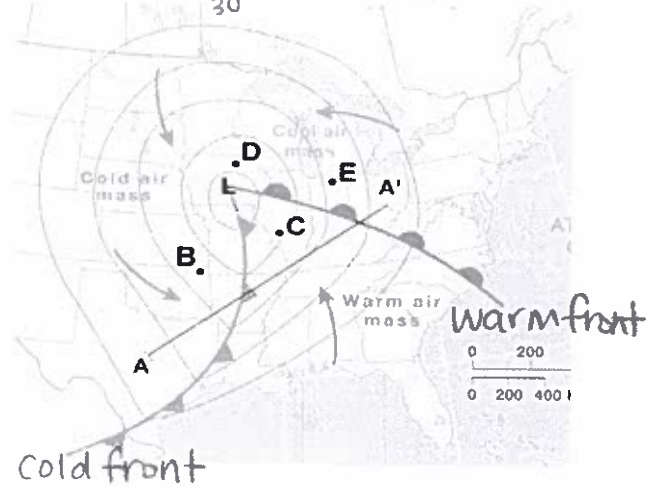 30
Cool air
mass
D
E
L
A'
Cold air
mass
C
B
Warm air
mass
Warm front
A
0 200
0 200 400
Cold front